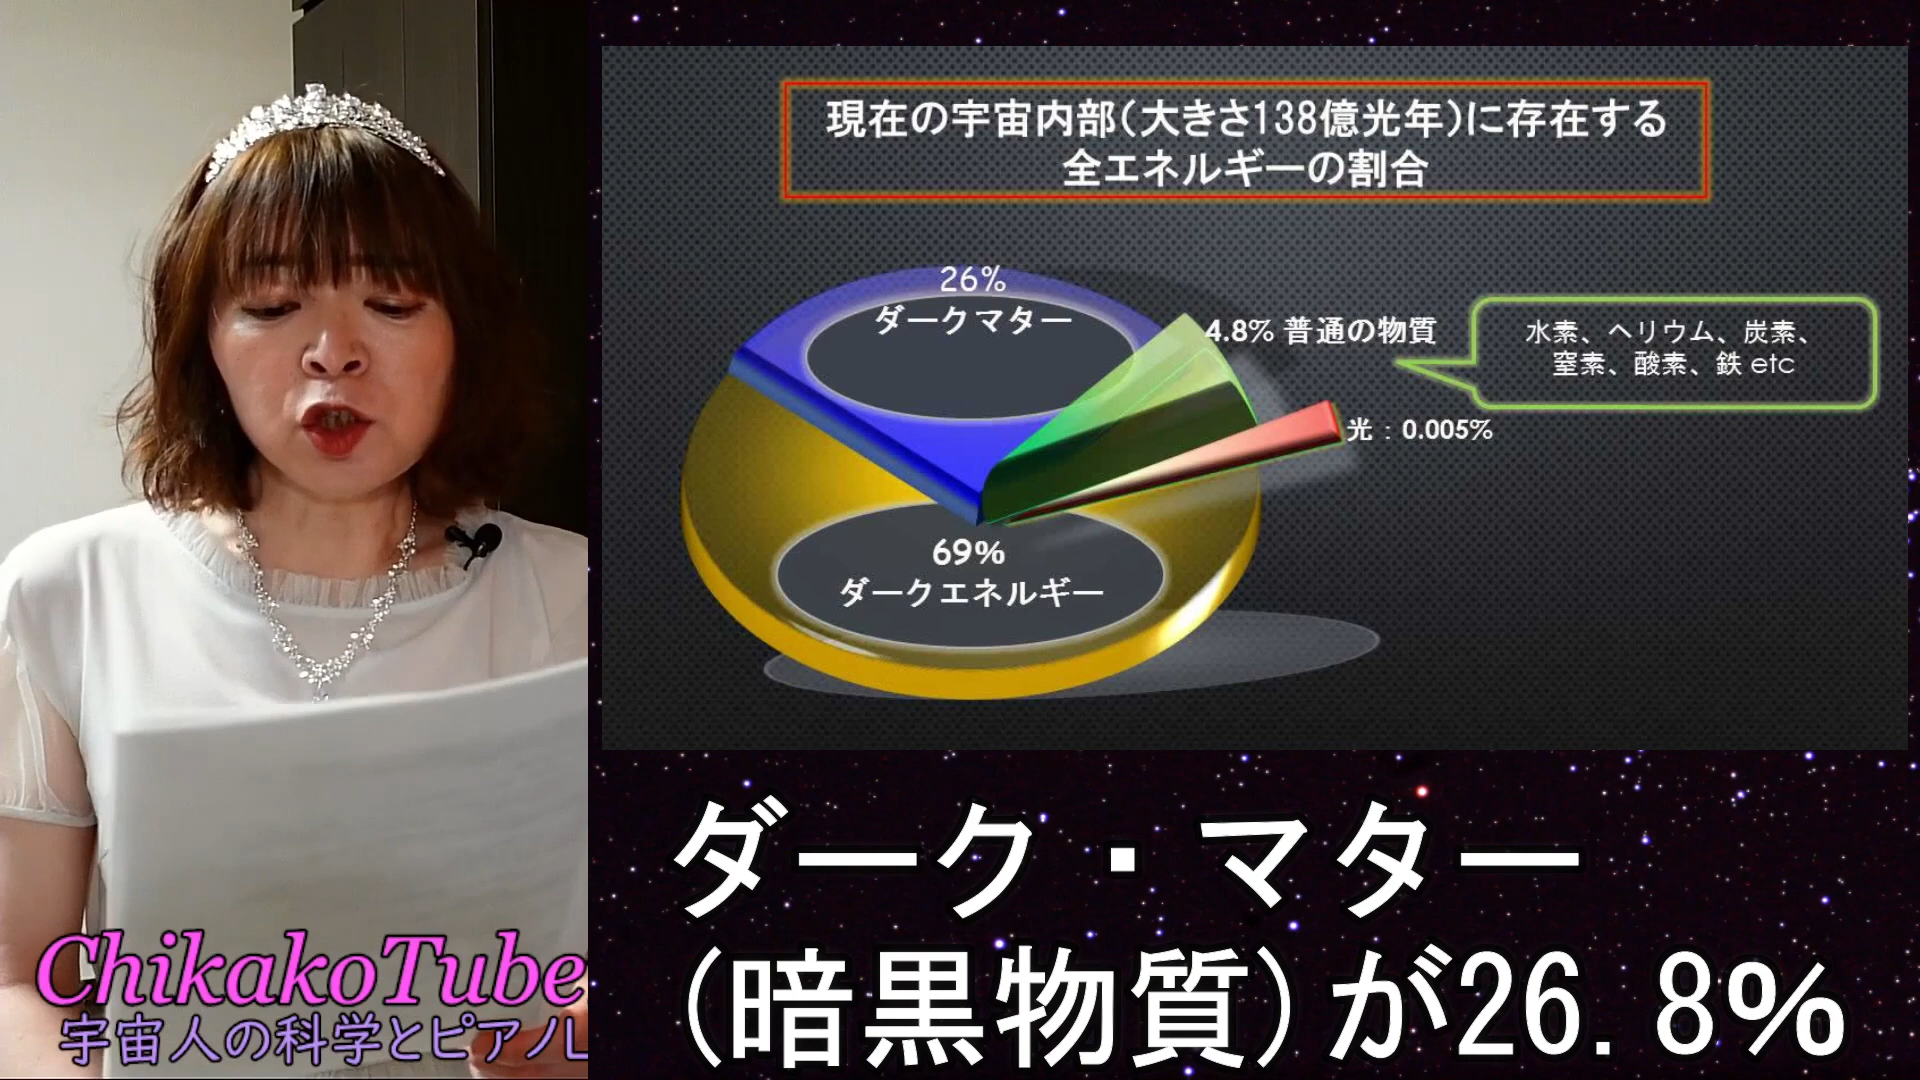 現在の宇宙内部(大きさ138億光年)に存在する
全エネルギーの割合
26%
ダークマター
4.8% 普通の物質
水素、ヘリウム、炭素、
窒素、酸素、鉄 etc
光:0.005%
69%
ダークエネルギー
ダーク・マター
(暗黒物質)が26.8%
ChikakoTube
宇宙人の科学とピアノ